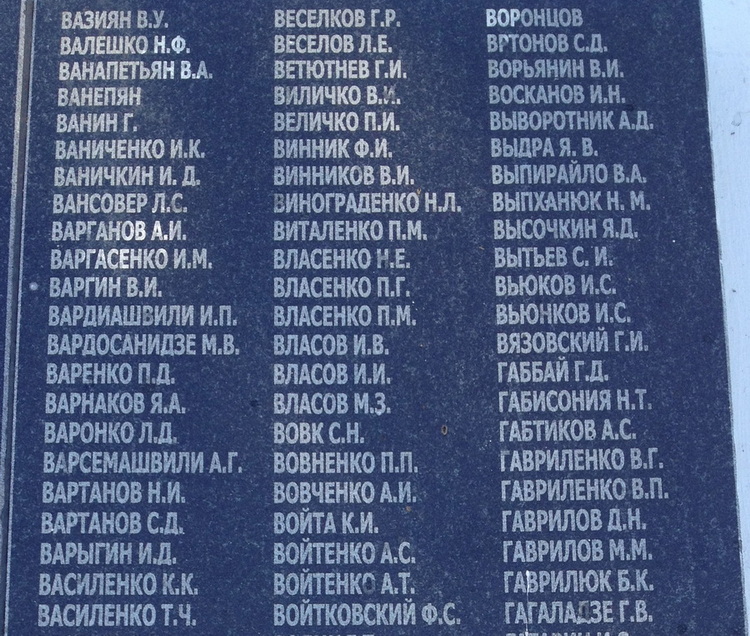 ВАЗИЯН В.У.
ВАЛЕШКО Н.Ф.
ВАНАПЕТЬЯН В.А.
ВАНЕПЯН
ВАНИН Г.
ВАНИЧЕНКО И.К.
ВАНИЧКИН И. Д.
ВАНСОВЕР Л.С.
ВАРГАНОВ А.И.
ВАРГАСЕНКО И.М.
ВАРГИН В.И.
ВАРДИАШВИЛИ И.П.
ВАРДОСАНИДЗЕ М.В.
ВАРЕНКО П.Д.
ВАРНАКОВ Я.А.
ВАРОНКО Л.Д.
ВАРСЕМАШВИЛИ А.Г.
ВАРТАНОВ Н.И.
ВАРТАНОВ С.Д.
ВАРЫГИН И.Д.
ВАСИЛЕНКО К.К.
ВАСИЛЕНКО Т.Ч.
ВЕСЕЛКОВ Г.Р.
ВЕСЕЛОВ Л.Е.
ВЕТЮТНЕВ Г.И.
ВИЛИЧКО В.И.
ВЕЛИЧКО П.И.
ВИННИК Ф.И.
ВИННИКОВ В.И.
ВИНОГРАДЕНКО Н.Л.
ВИТАЛЕНКО П.М.
ВЛАСЕНКО Н.Е.
ВЛАСЕНКО П.Г.
ВЛАСЕНКО П.М.
ВЛАСОВ И.В.
ВЛАСОВ И.И.
ВЛАСОВ М.З.
ВОВК С.Н.
ВОВНЕНКО П.П.
ВОВЧЕНКО А.И.
ВОЙТА К.И.
ВОЙТЕНКО А.С.
ВОЙТЕНКО А.Т.
ВОЙТКОВСКИЙ Ф.С.
ВОРОНЦОВ
ВРТОНОВ С.Д.
ВОРЬЯНИН В.И.
ВОСКАНОВ И.Н.
ВЫВОРОТНИК А.Д.
ВЫДРА Я. В.
ВЫПИРАЙЛО В.А.
ВЫПХАНЮК Н. М.
ВЫСОЧКИН Я.Д.
ВЫТЬЕВ С. И.
ВЬЮКОВ И.С.
ВЬЮНКОВ И.С.
ВЯЗОВСКИЙ Г.И.
ГАББАЙ Г.Д.
ГАБИСОНИЯ Н.Т.
ГАБТИКОВ А.С.
ГАВРИЛЕНКО В.Г.
ГАВРИЛЕНКО В.П.
ГАВРИЛОВ Д.Н.
ГАВРИЛОВ М.М.
ГАВРИЛЮК Б.К.
ГАГАЛАДЗЕ Г.В.